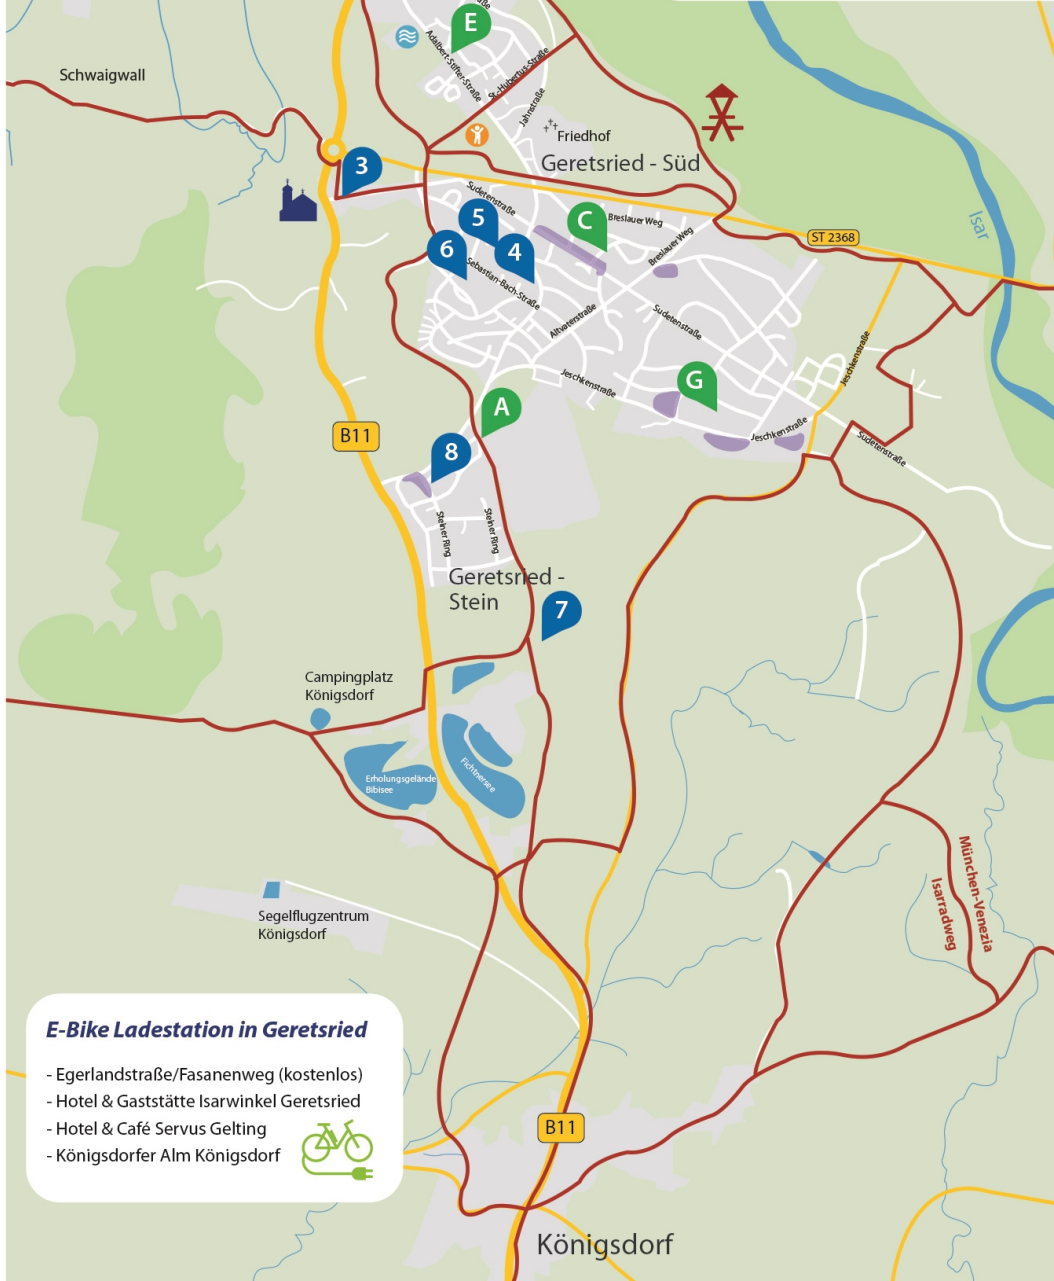 E
Adalbert-Stifter-Straße
St.-Hubertus-Straße
Jahnstraße
Schwaigwall
Friedhof
Geretsried - Süd
3
Sudetenstraße
5
C
Breslauer Weg
Isar
6
4
Breslauer Weg
ST 2368
Sebastian-Bach-Straße
Altvaterstraße
Sudetenstraße
Jeschkenstraße
Jeschkenstraße
G
A
B11
Jeschkenstraße
Sudetenstraße
8
Steiner Ring
Steiner Ring
Geretsried -
Stein
7
Campingplatz
Königsdorf
Erholungsgelände
Bibisee
Fichtnersee
München-Venezia
Isarradweg
Segelflugzentrum
Königsdorf
E-Bike Ladestation in Geretsried
- Egerlandstraße/Fasanenweg (kostenlos)
- Hotel & Gaststätte Isarwinkel Geretsried
- Hotel & Café Servus Gelting
- Königsdorfer Alm Königsdorf
B11
Königsdorf